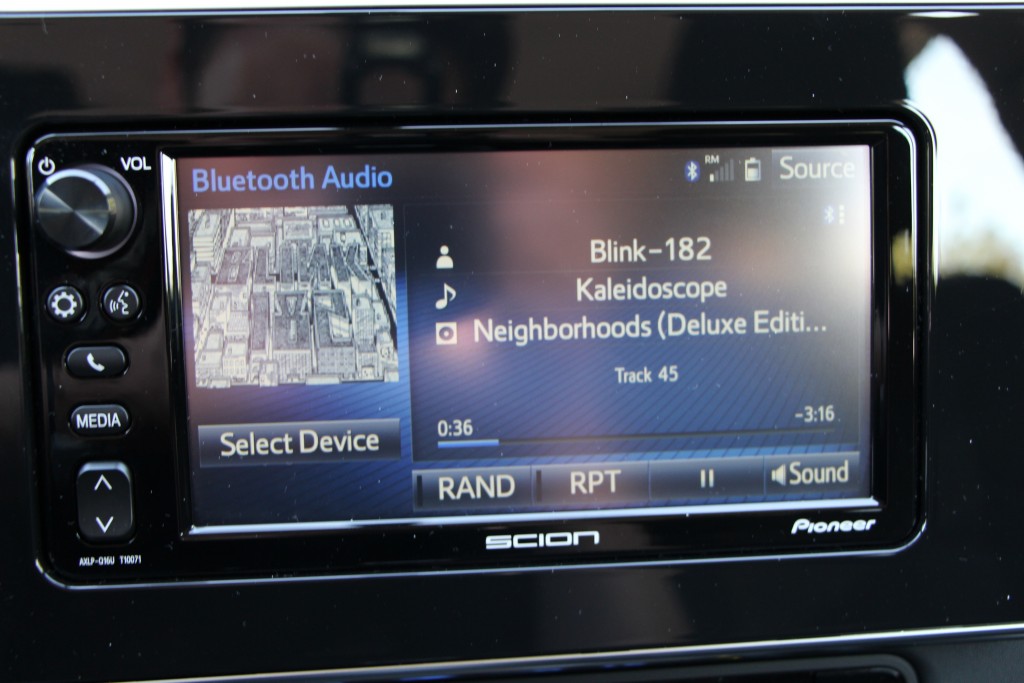 VOL
Bluetooth Audio
RM
Source
Blink-182
Kaleidoscope
Neighborhoods (Deluxe Editi...
Track 45
0:36
-3:16
MEDIA
Select Device
RAND
RPT
Sound
SCION
Pioneer
AXLP-Q16U T10071